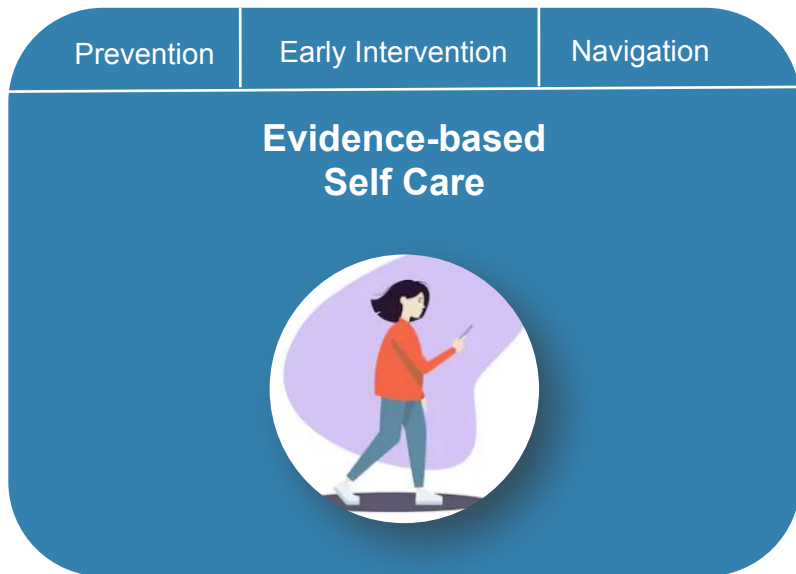 Prevention
Early Intervention
Navigation
Evidence-based
Self Care